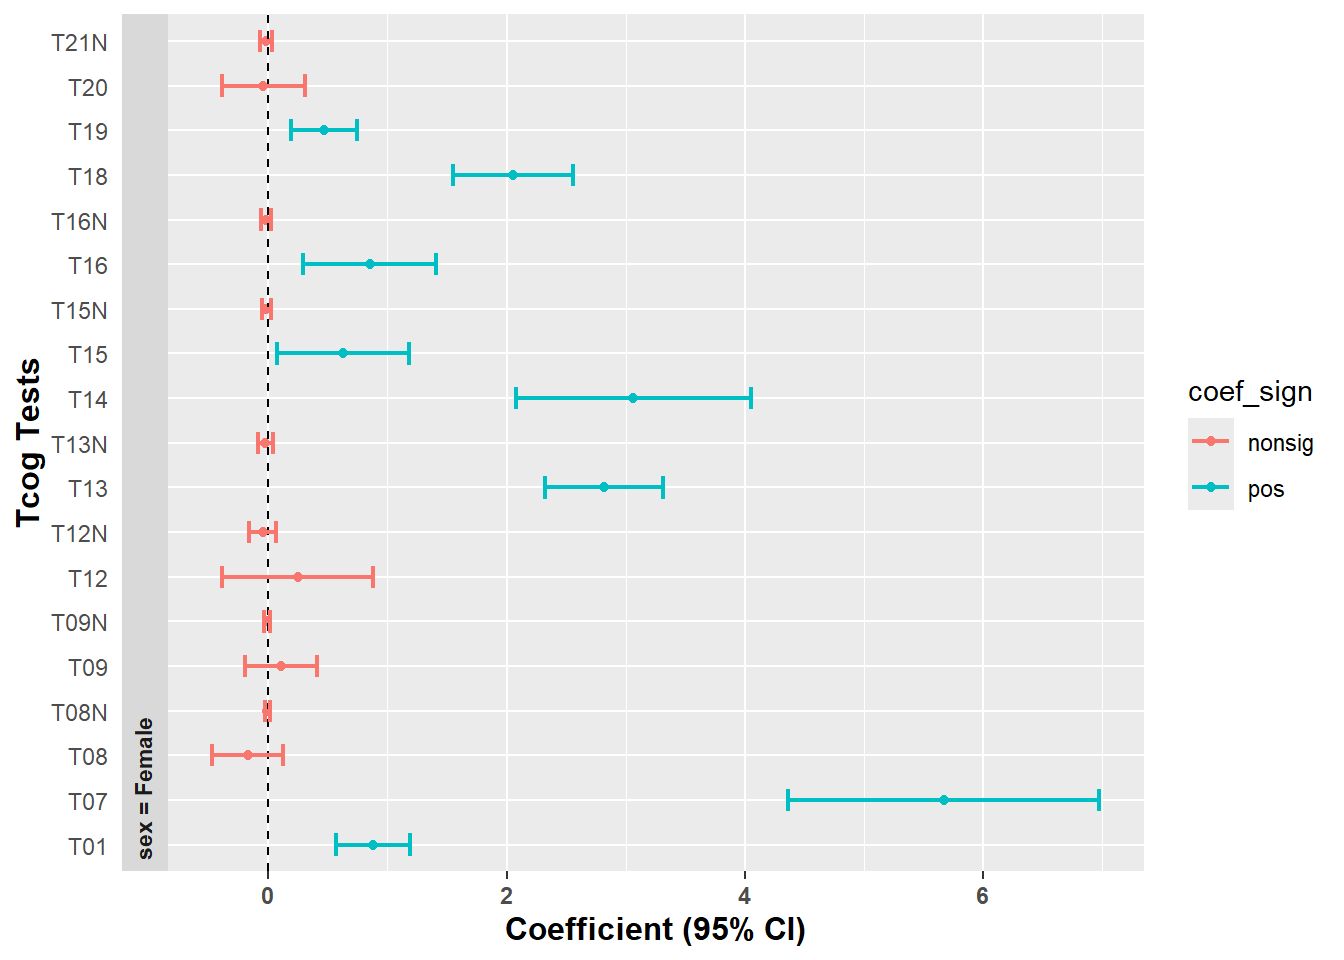 T21N
T20
T19
T18
T16N
T16
T15N
T15
T14
T13N
T13
T12N
T12
T09N
T09
T08N
T08
T07
T01
Tcog Tests
sex = Female
0 2 4 6
Coefficient (95% CI)
coef_sign
nonsig
pos